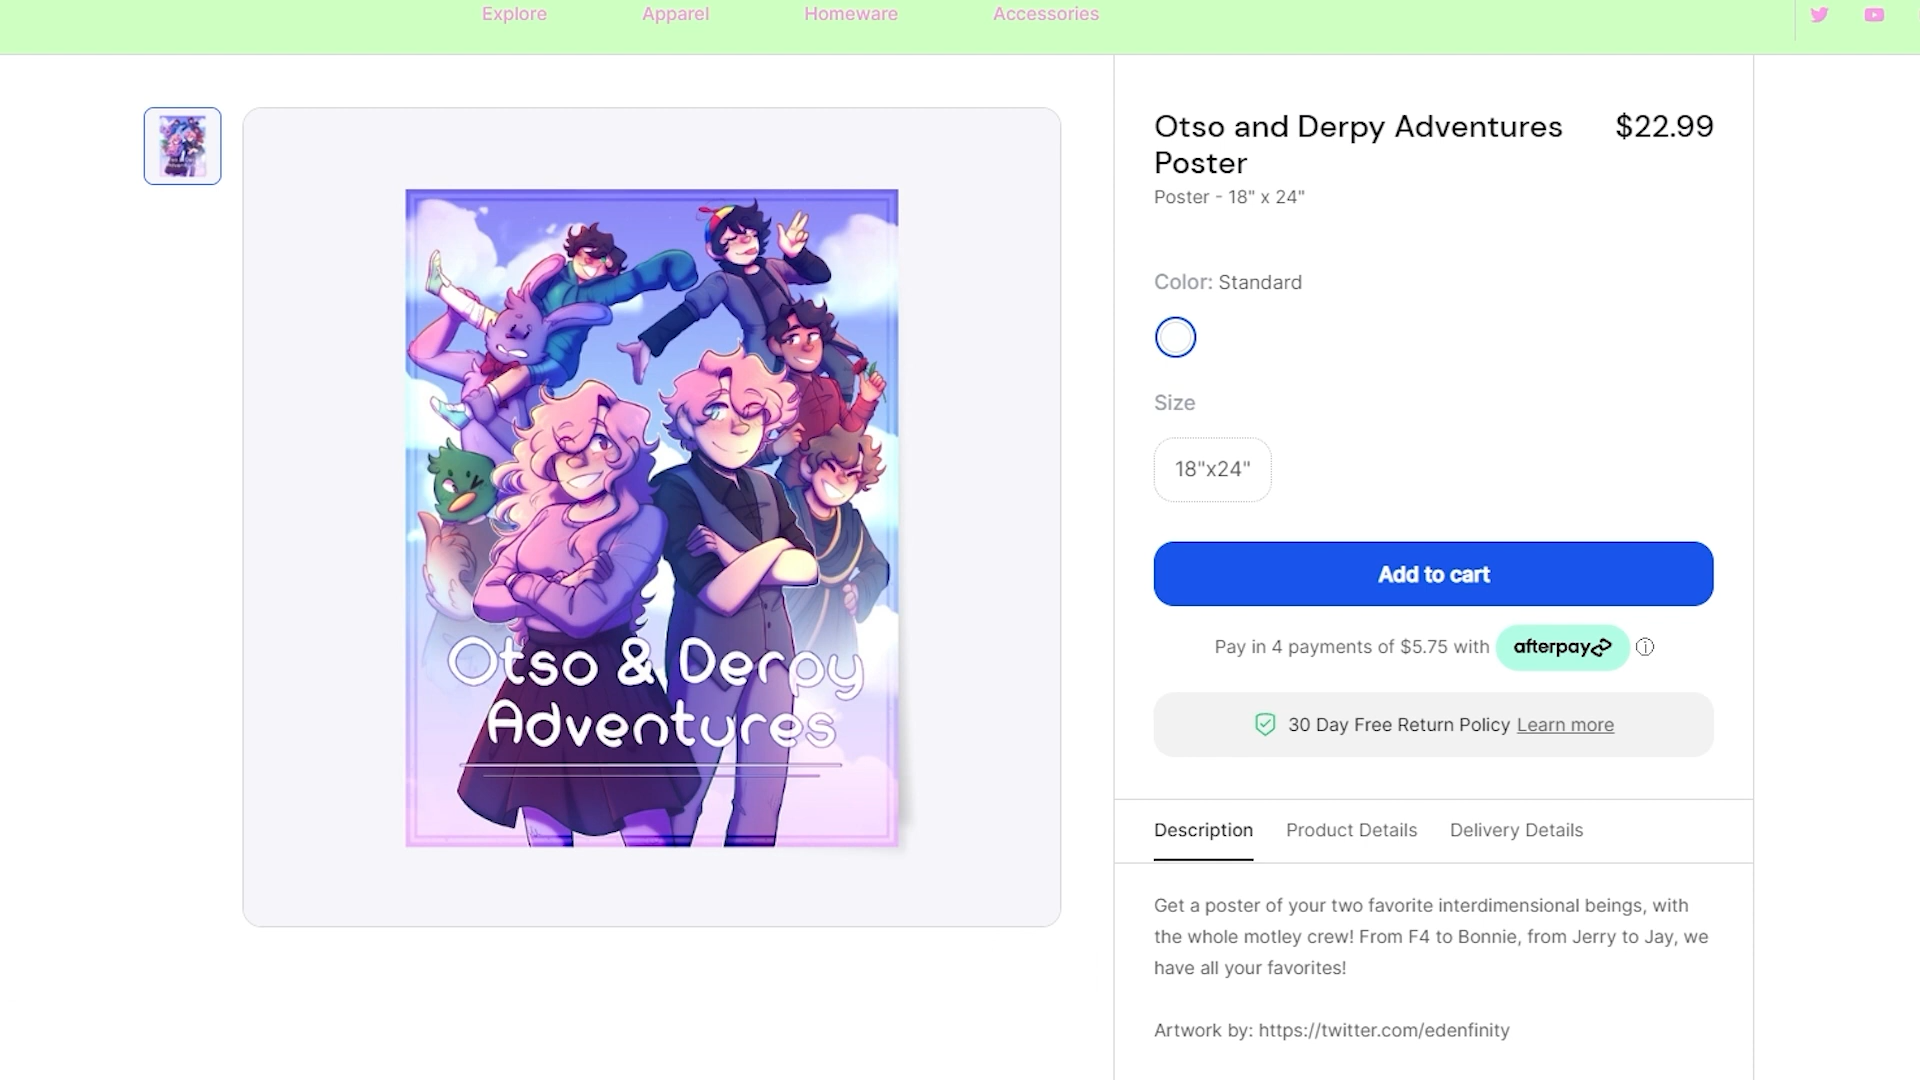 Explore
Apparel
Homeware
Accessories
Otso & Derpy
Adventures
Otso and Derpy Adventures
Poster
$22.99
Poster - 18" x 24"
Color: Standard
Size
18"x24"
Add to cart
Pay in 4 payments of $5.75 with afterpay
30 Day Free Return Policy Learn more
Description
Product Details
Delivery Details
Get a poster of your two favorite interdimensional beings, with
the whole motley crew! From F4 to Bonnie, from Jerry to Jay, we
have all your favorites!
Artwork by: https://twitter.com/edenfinity